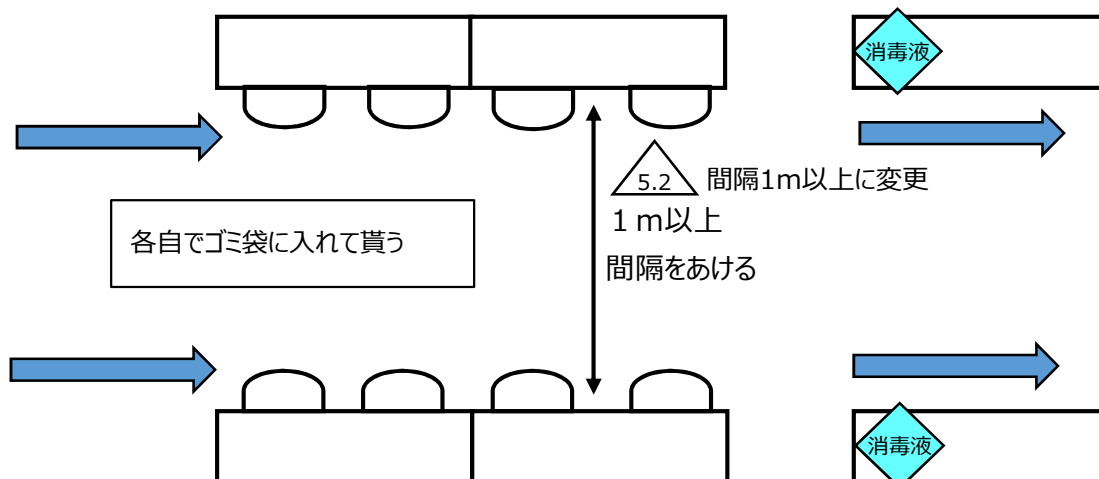 消毒液
5.2
間隔1m以上に変更
１ｍ以上
間隔をあける
各自でゴミ袋に入れて貰う
消毒液